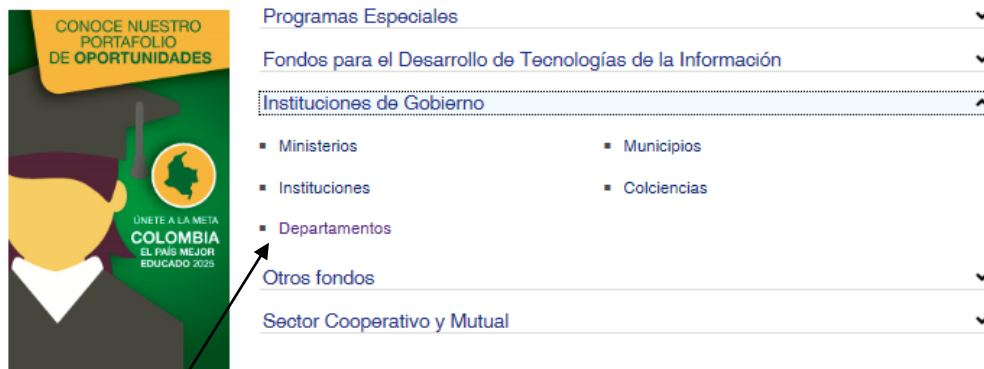 CONOCE NUESTRO
PORTAFOLIO
DE OPORTUNIDADES
ÚNETE A LA META
COLOMBIA
EL PAÍS MEJOR
EDUCADO 2025
Programas Especiales
Fondos para el Desarrollo de Tecnologías de la Información
Instituciones de Gobierno
Ministerios
Municipios
Instituciones
Colciencias
Departamentos
Otros fondos
Sector Cooperativo y Mutual